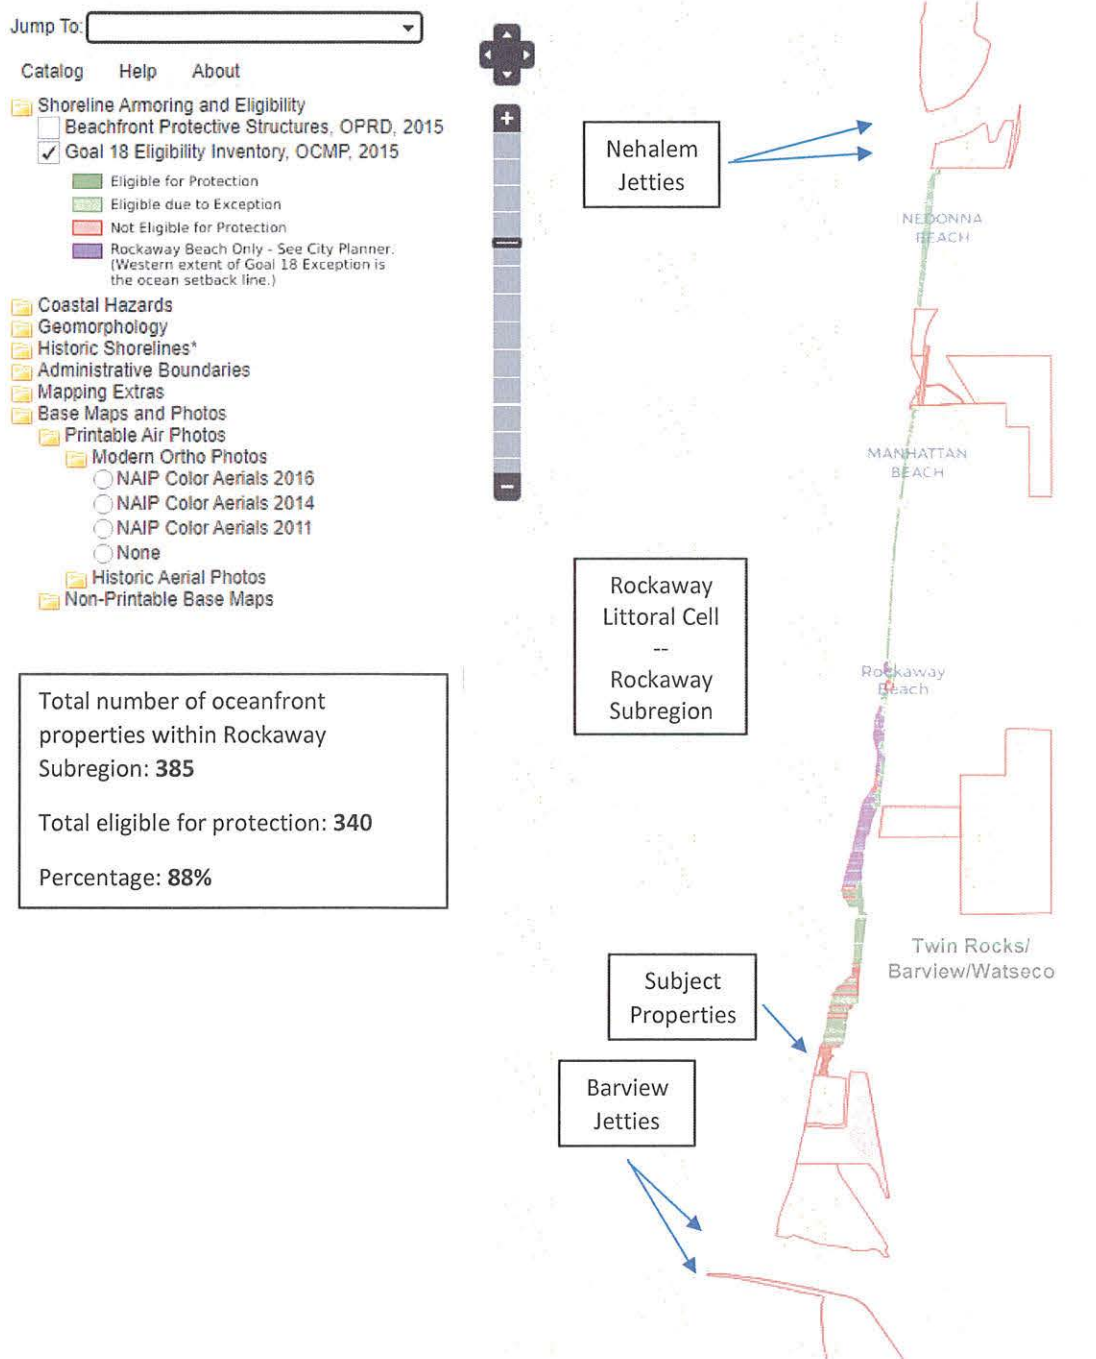 Jump To:
Catalog Help About
Shoreline Armoring and Eligibility
Beachfront Protective Structures, OPRD, 2015
Goal 18 Eligibility Inventory, OCMP, 2015
Eligible for Protection
Eligible due to Exception
Not Eligible for Protection
Rockaway Beach Only - See City Planner.
(Western extent of Goal 18 Exception is
the ocean setback line.)
Coastal Hazards
Geomorphology
Historic Shorelines*
Administrative Boundaries
Mapping Extras
Base Maps and Photos
Printable Air Photos
Modern Ortho Photos
NAIP Color Aerials 2016
NAIP Color Aerials 2014
NAIP Color Aerials 2011
None
Historic Aerial Photos
Non-Printable Base Maps
Total number of oceanfront
properties within Rockaway
Subregion: 385
Total eligible for protection: 340
Percentage: 88%
Nehalem
Jetties
NEDONNA
BEACH
MANHATTAN
BEACH
Rockaway
Littoral Cell
--
Rockaway
Subregion
Rockaway
Beach
Twin Rocks/
Barview/Watseco
Subject
Properties
Barview
Jetties